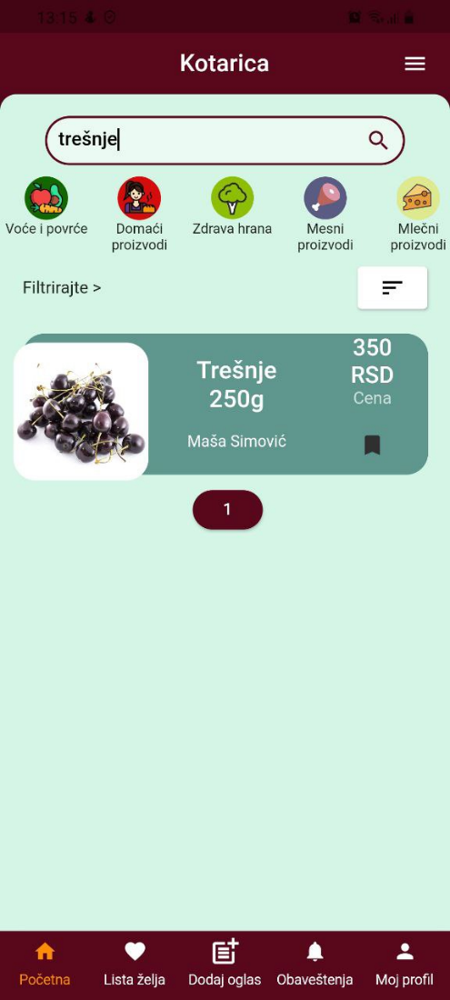 13:15
Kotarica
trešnje
Voće i povrće
Domaći
proizvodi
Zdrava hrana
Mesni
proizvodi
Mlečni
proizvodi
Filtrirajte >
Trešnje
250g
Maša Simović
350
RSD
Cena
1
Početna
Lista želja
Dodaj oglas
Obaveštenja
Moj profil